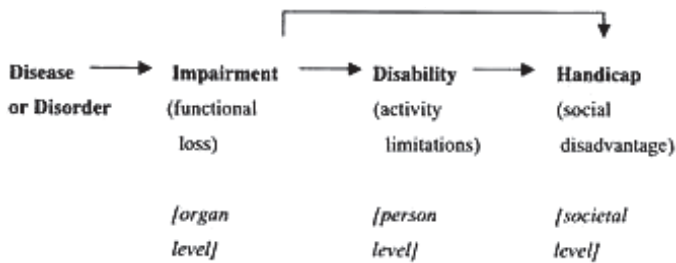 Disease Impairment Disability Handicap
or Disorder (functional (activity (social
loss) limitations) disadvantage)
[organ [person [societal
level] level] level]